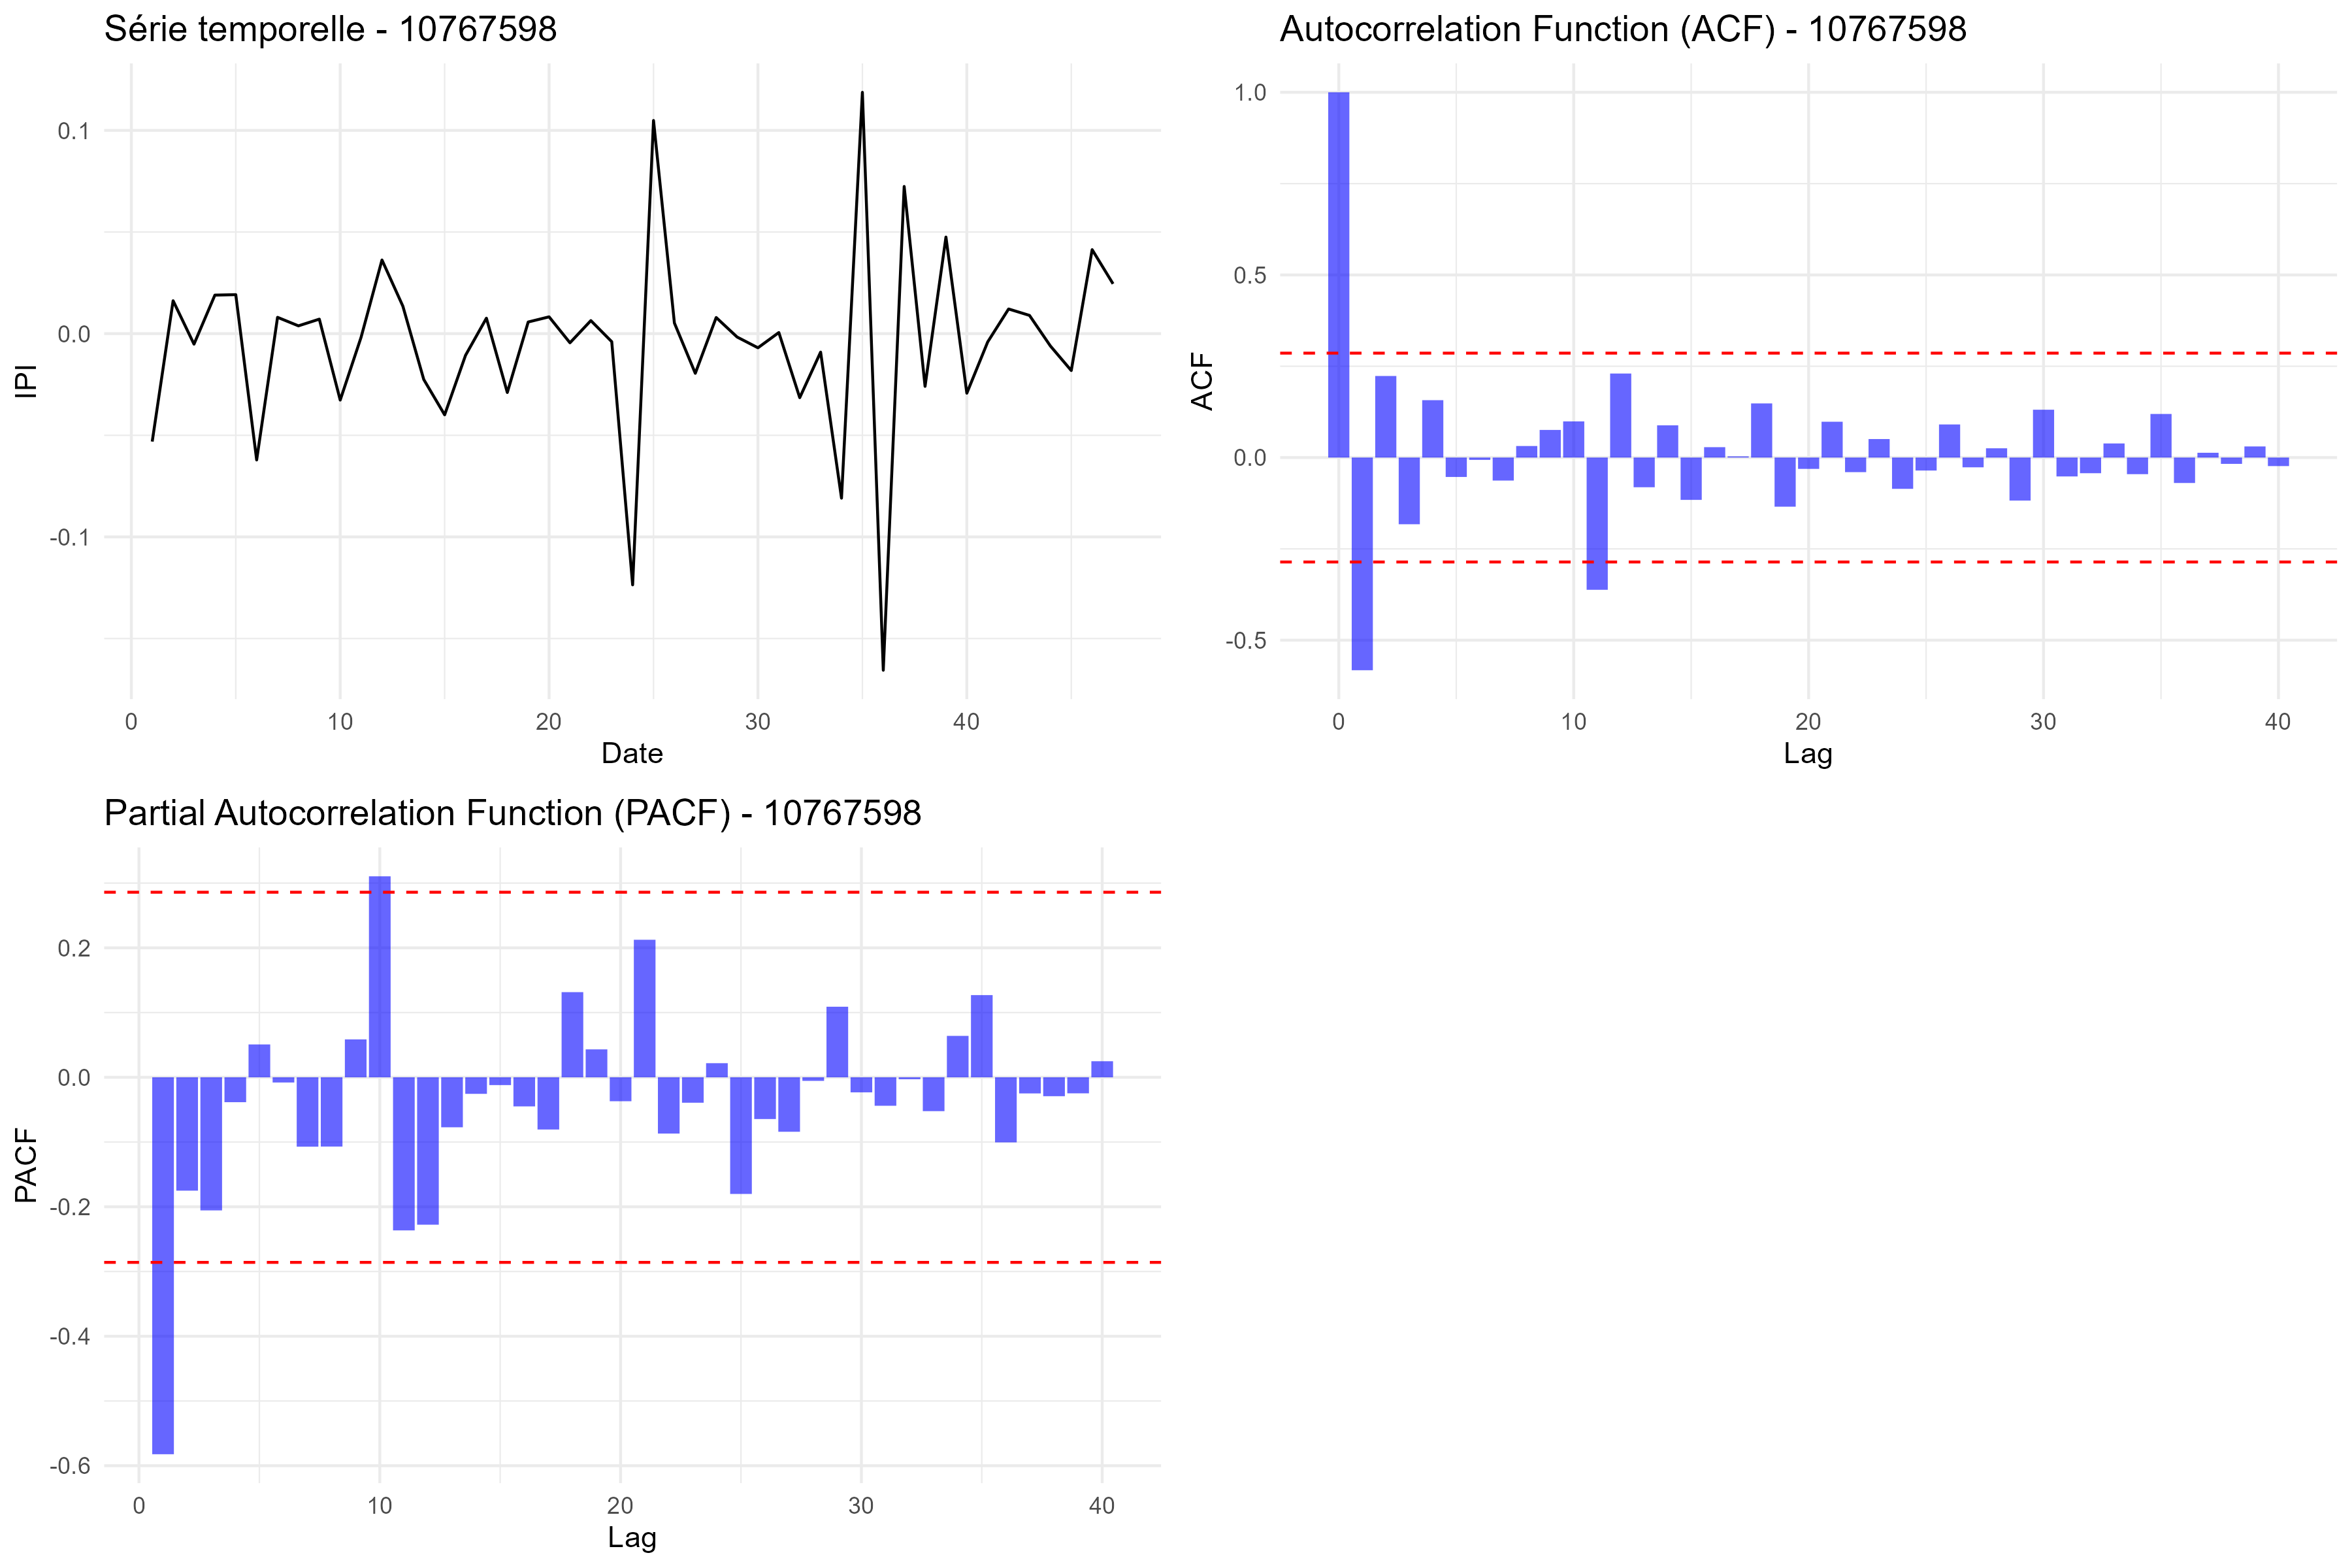 Série temporelle - 10767598
0.1
0.0
-0.1
IPI
0 10 20 30 40
Date
Autocorrelation Function (ACF) - 10767598
1.0
0.5
0.0
-0.5
ACF
0 10 20 30 40
Lag
Partial Autocorrelation Function (PACF) - 10767598
0.2
0.0
-0.2
-0.4
-0.6
PACF
0 10 20 30 40
Lag